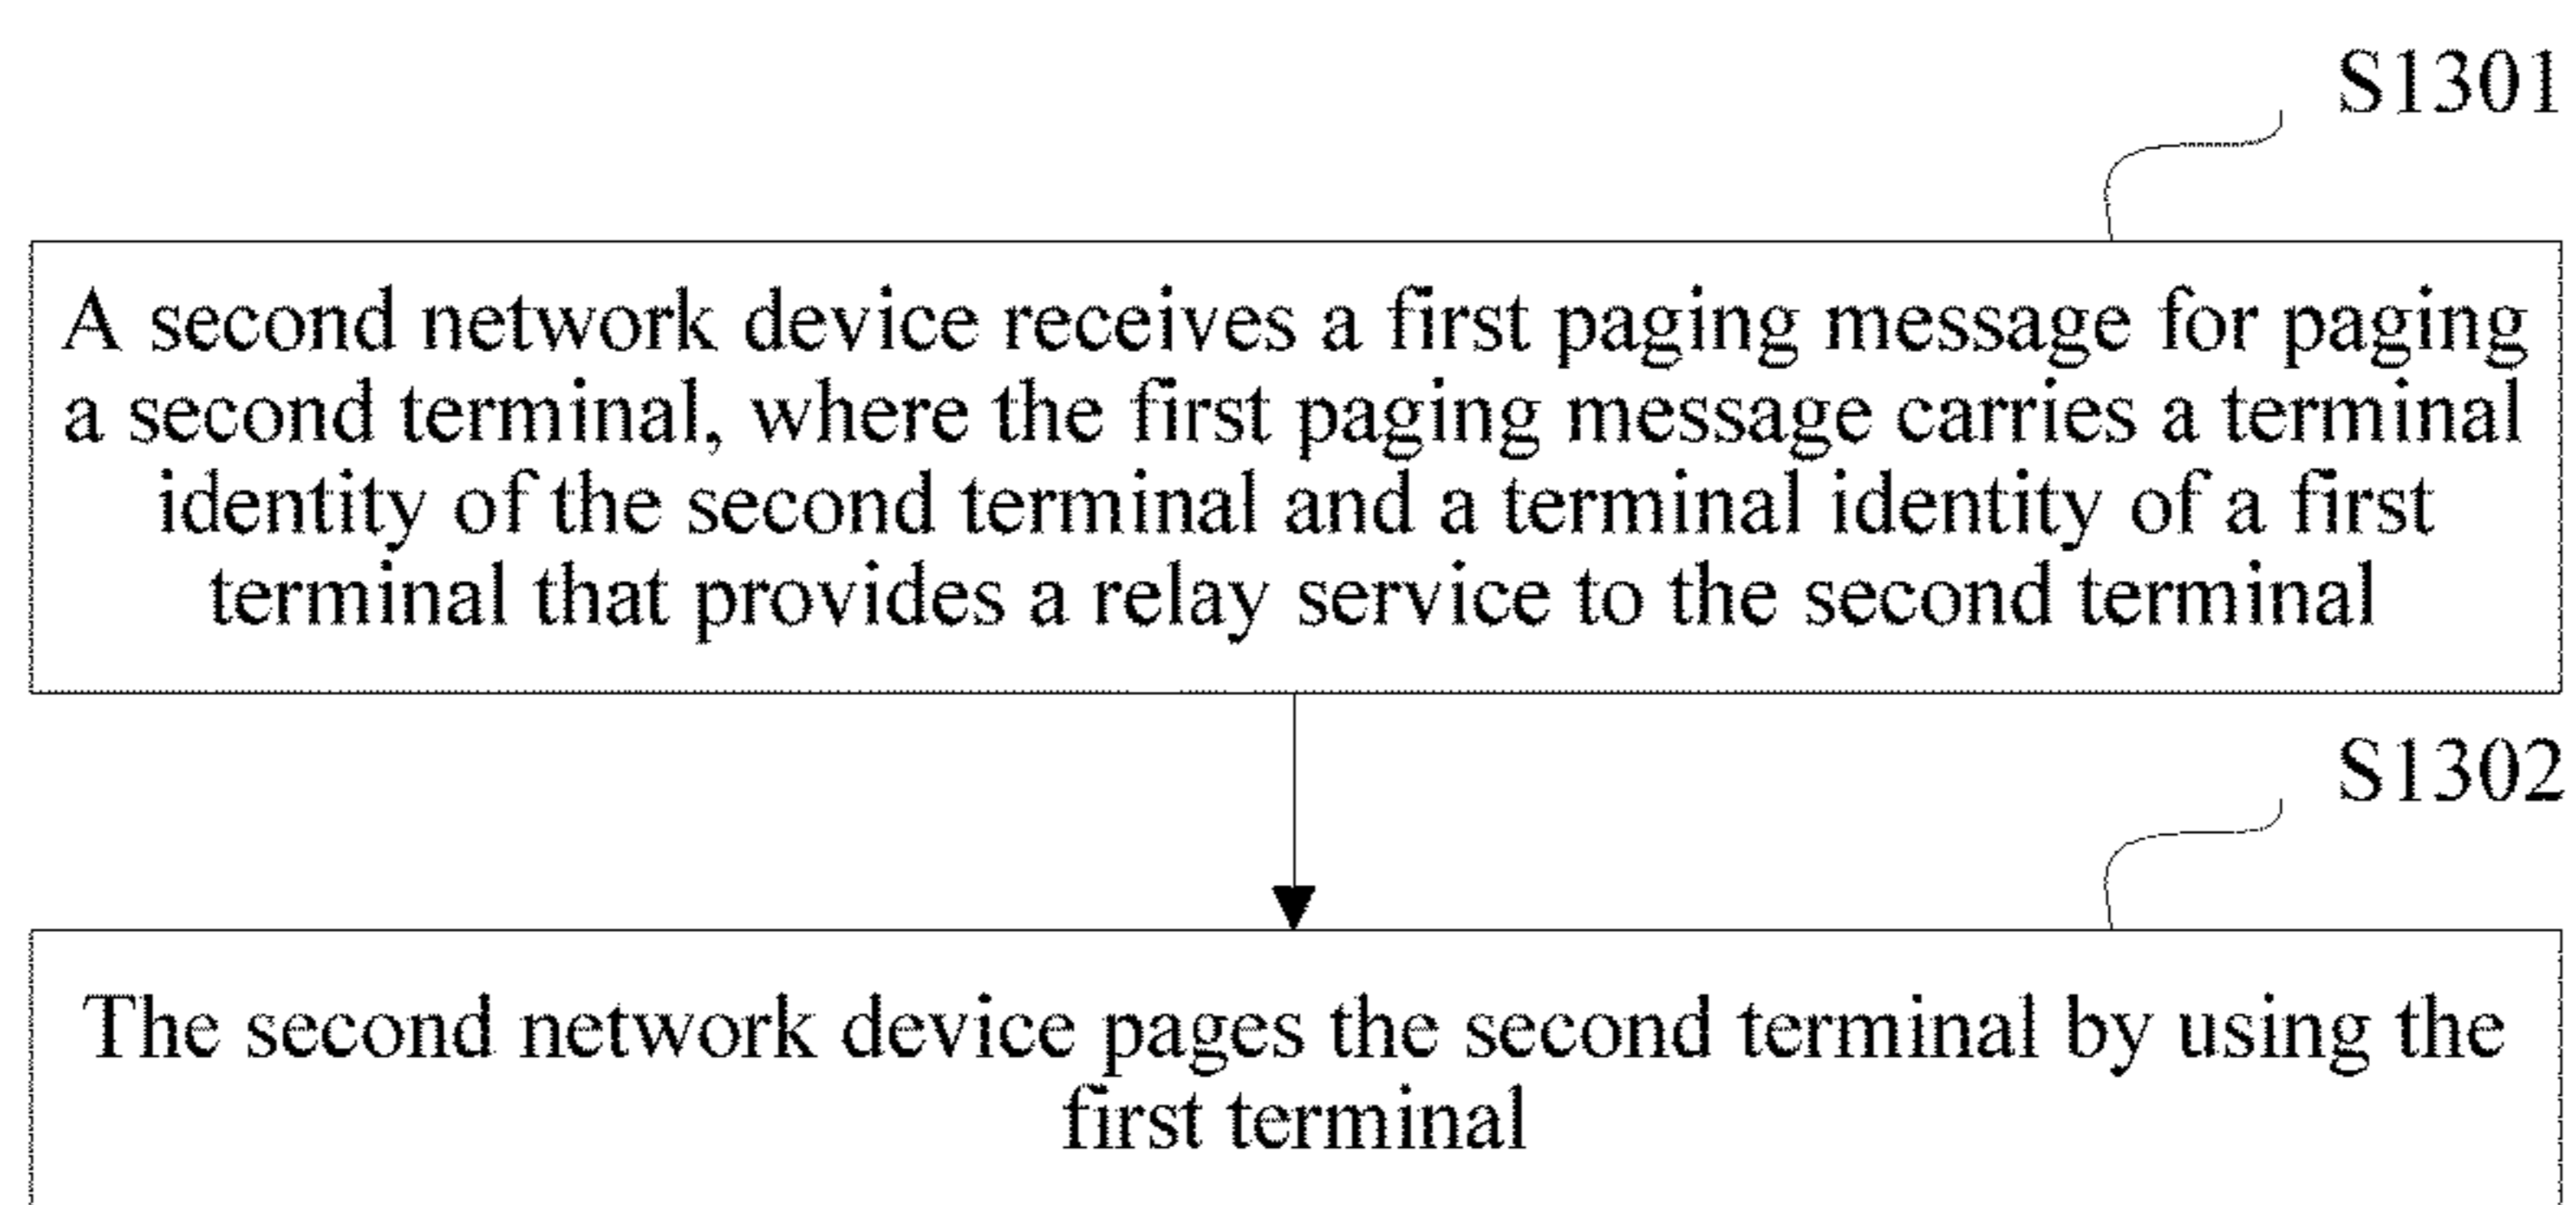 S1301
A second network device receives a first paging message for paging
a second terminal, where the first paging message carries a terminal
identity of the second terminal and a terminal identity of a first
terminal that provides a relay service to the second terminal
S1302
The second network device pages the second terminal by using the
first terminal